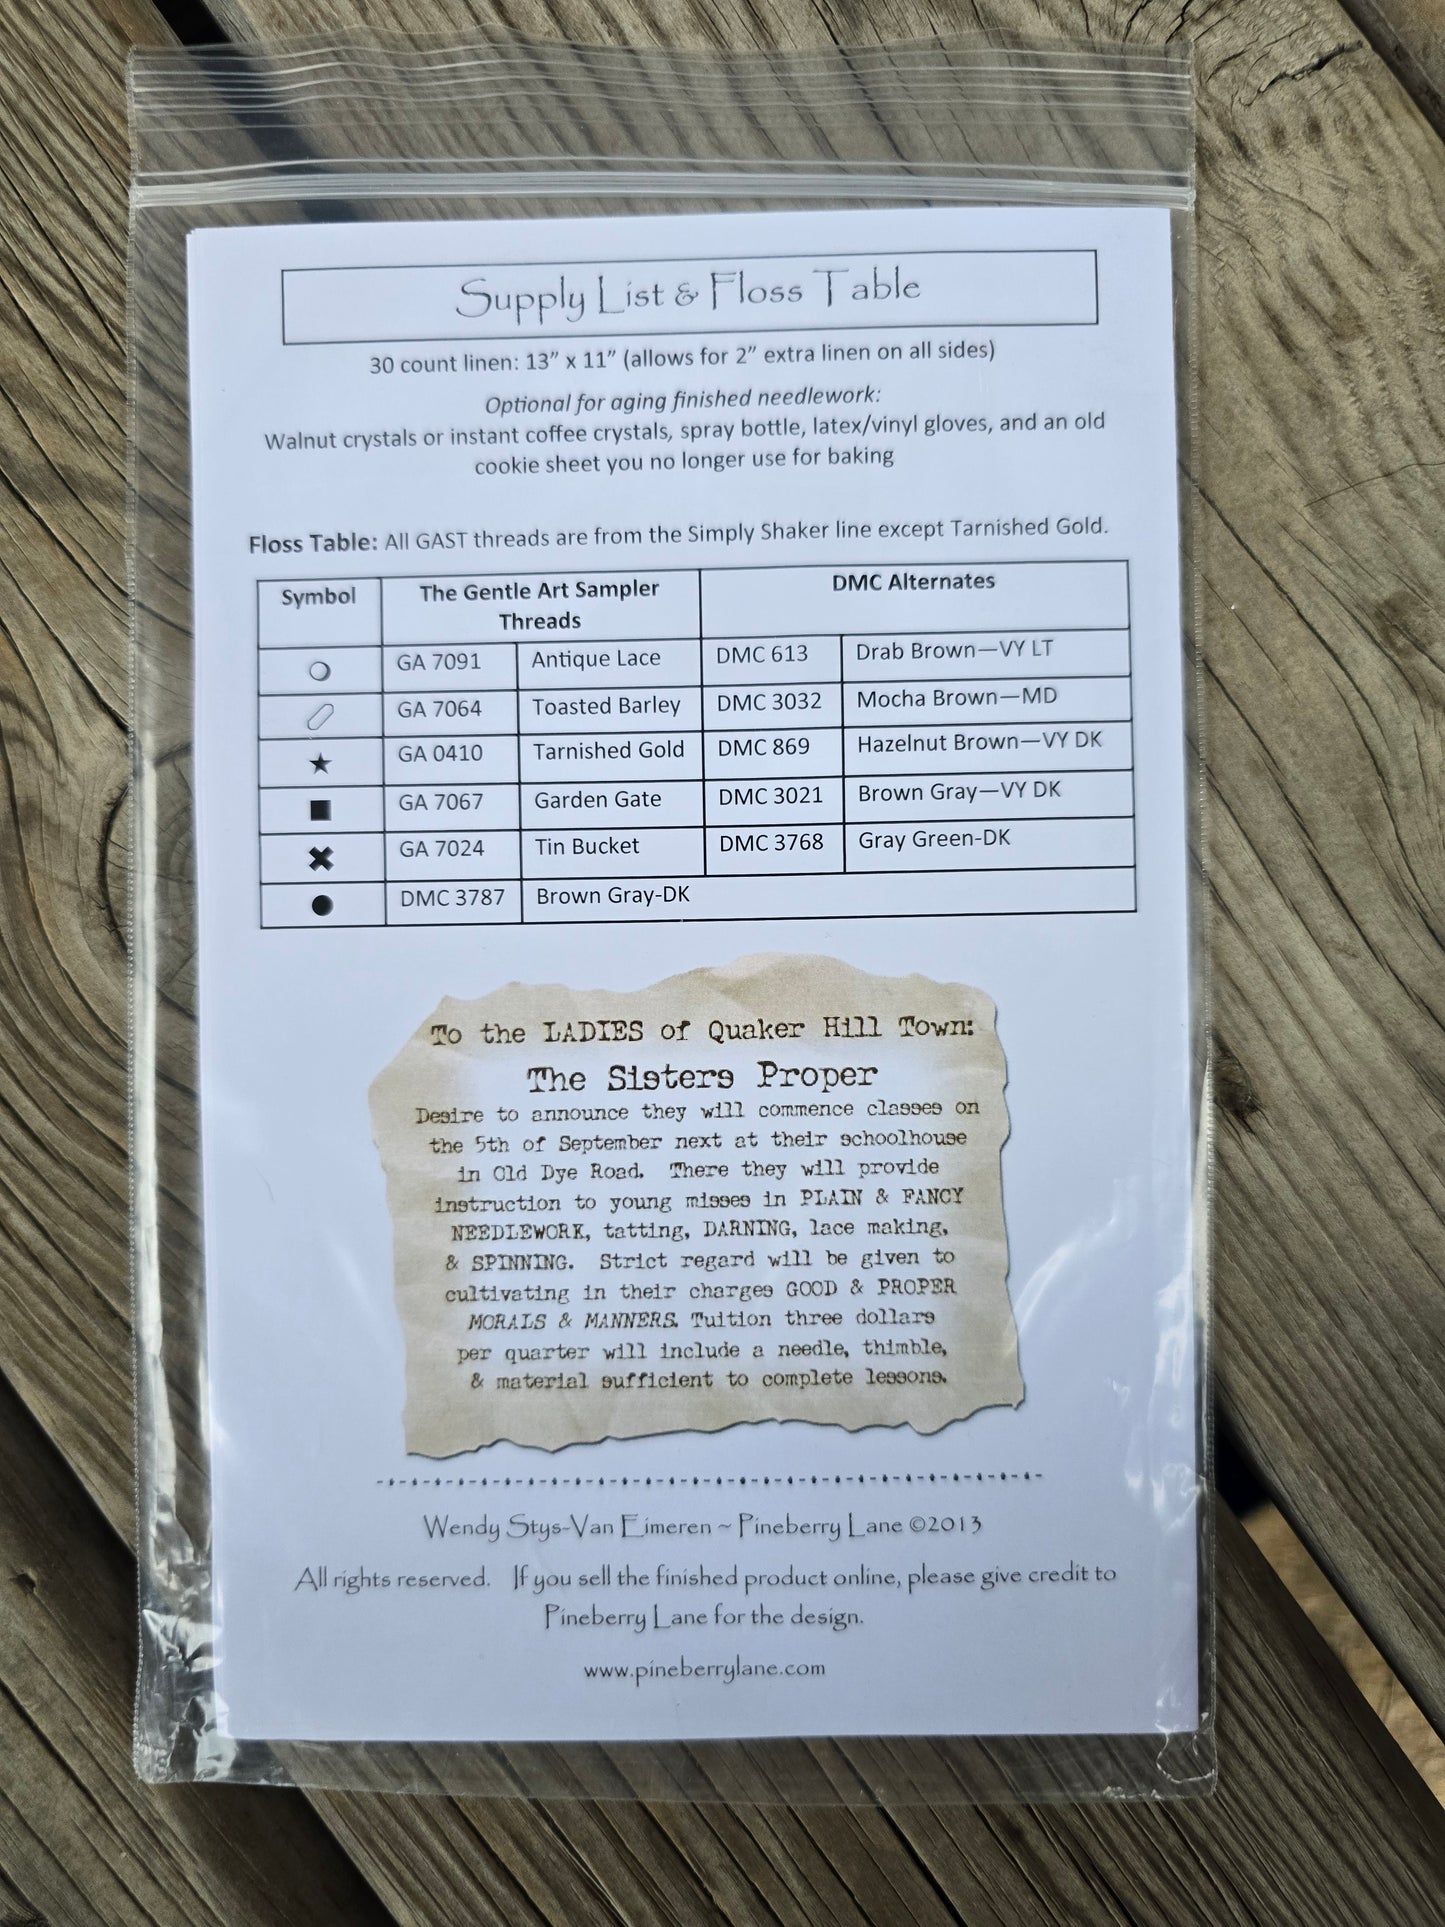 Supply List & Floss Table
30 count linen: 13” x 11” (allows for 2” extra linen on all sides)
Optional for aging finished needlework:
Walnut crystals or instant coffee crystals, spray bottle, latex/vinyl gloves, and an old
cookie sheet you no longer use for baking
Floss Table: All GAST threads are from the Simply Shaker line except Tarnished Gold.
Symbol The Gentle Art Sampler Threads DMC Alternates
GA 7091 Antique Lace DMC 613 Drab Brown—VY LT
GA 7064 Toasted Barley DMC 3032 Mocha Brown—MD
GA 0410 Tarnished Gold DMC 869 Hazelnut Brown—VY DK
GA 7067 Garden Gate DMC 3021 Brown Gray—VY DK
GA 7024 Tin Bucket DMC 3768 Gray Green-DK
DMC 3787 Brown Gray-DK
To the LADIES of Quaker Hill Town:
The Sisters Proper
Desire to announce they will commence classes on
the 5th of September next at their schoolhouse
in Old Dye Road. There they will provide
instruction to young misses in PLAIN & FANCY
NEEDLEWORK, tatting, DARNING, lace making,
& SPINNING. Strict regard will be given to
cultivating in their charges GOOD & PROPER
MORALS & MANNERS. Tuition three dollars
per quarter will include a needle, thimble,
& material sufficient to complete lessons.
Wendy Stys-Van Eimeren ~ Pineberry Lane ©2013
All rights reserved. If you sell the finished product online, please give credit to
Pineberry Lane for the design.
www.pineberrylane.com